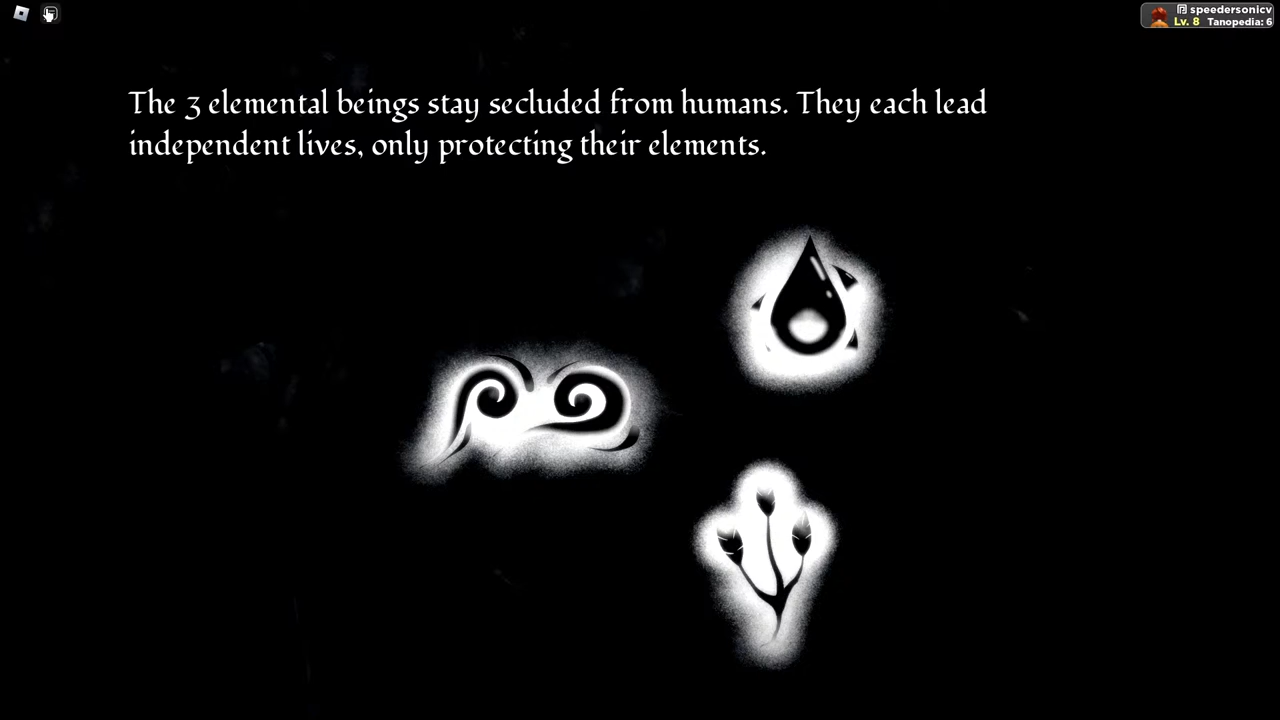 speedersonicv
Lv. 8 Tanopedia: 6
The 3 elemental beings stay secluded from humans. They each lead
independent lives, only protecting their elements.